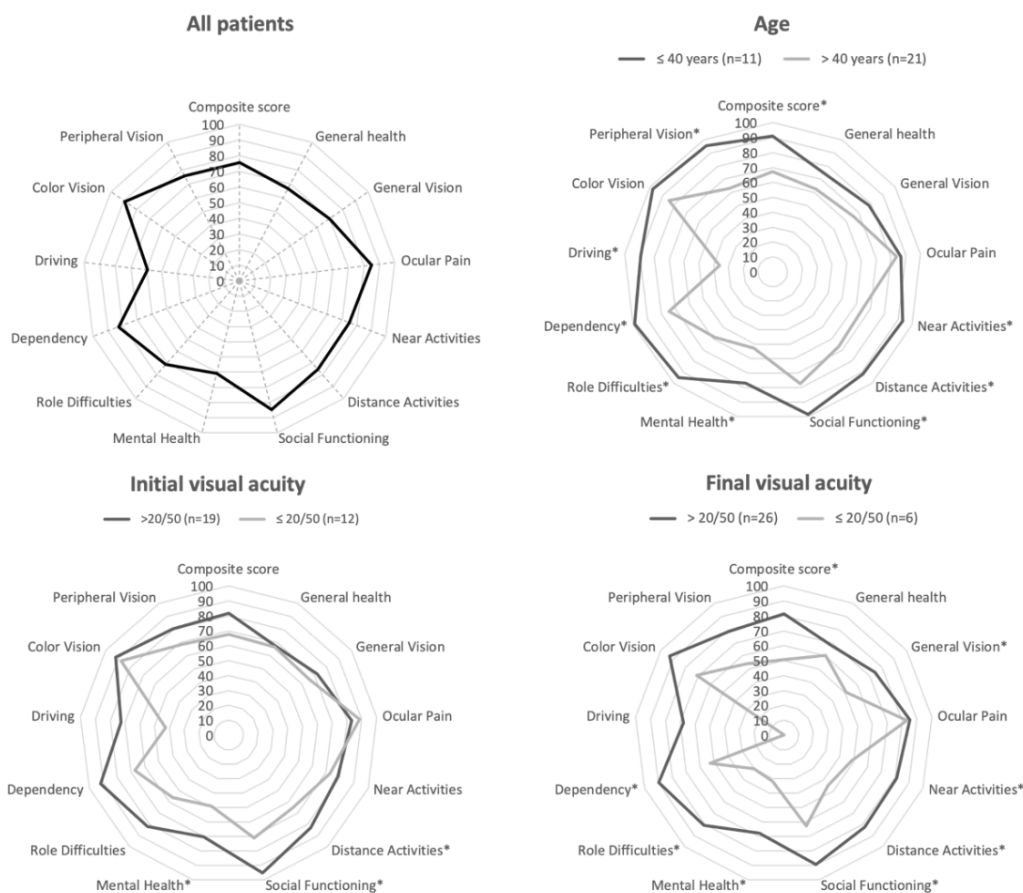 All patients
Composite score
General health
General Vision
Ocular Pain
Near Activities
Distance Activities
Social Functioning
Mental Health
Role Difficulties
Dependency
Driving
Color Vision
Peripheral Vision
100
90
80
70
60
50
40
30
20
10
0
Age
≤ 40 years (n=11)
> 40 years (n=21)
Composite score*
General health
General Vision
Ocular Pain
Near Activities*
Distance Activities*
Social Functioning*
Mental Health*
Role Difficulties*
Dependency*
Driving*
Color Vision
Peripheral Vision*
100
90
80
70
60
50
40
30
20
10
0
Initial visual acuity
>20/50 (n=19)
≤ 20/50 (n=12)
Composite score
General health
General Vision
Ocular Pain
Near Activities
Distance Activities*
Social Functioning*
Mental Health*
Role Difficulties
Dependency
Driving
Color Vision
Peripheral Vision
100
90
80
70
60
50
40
30
20
10
0
Final visual acuity
> 20/50 (n=26)
≤ 20/50 (n=6)
Composite score*
General health
General Vision*
Ocular Pain
Near Activities*
Distance Activities*
Social Functioning*
Mental Health*
Role Difficulties*
Dependency*
Driving
Color Vision
Peripheral Vision
100
90
80
70
60
50
40
30
20
10
0